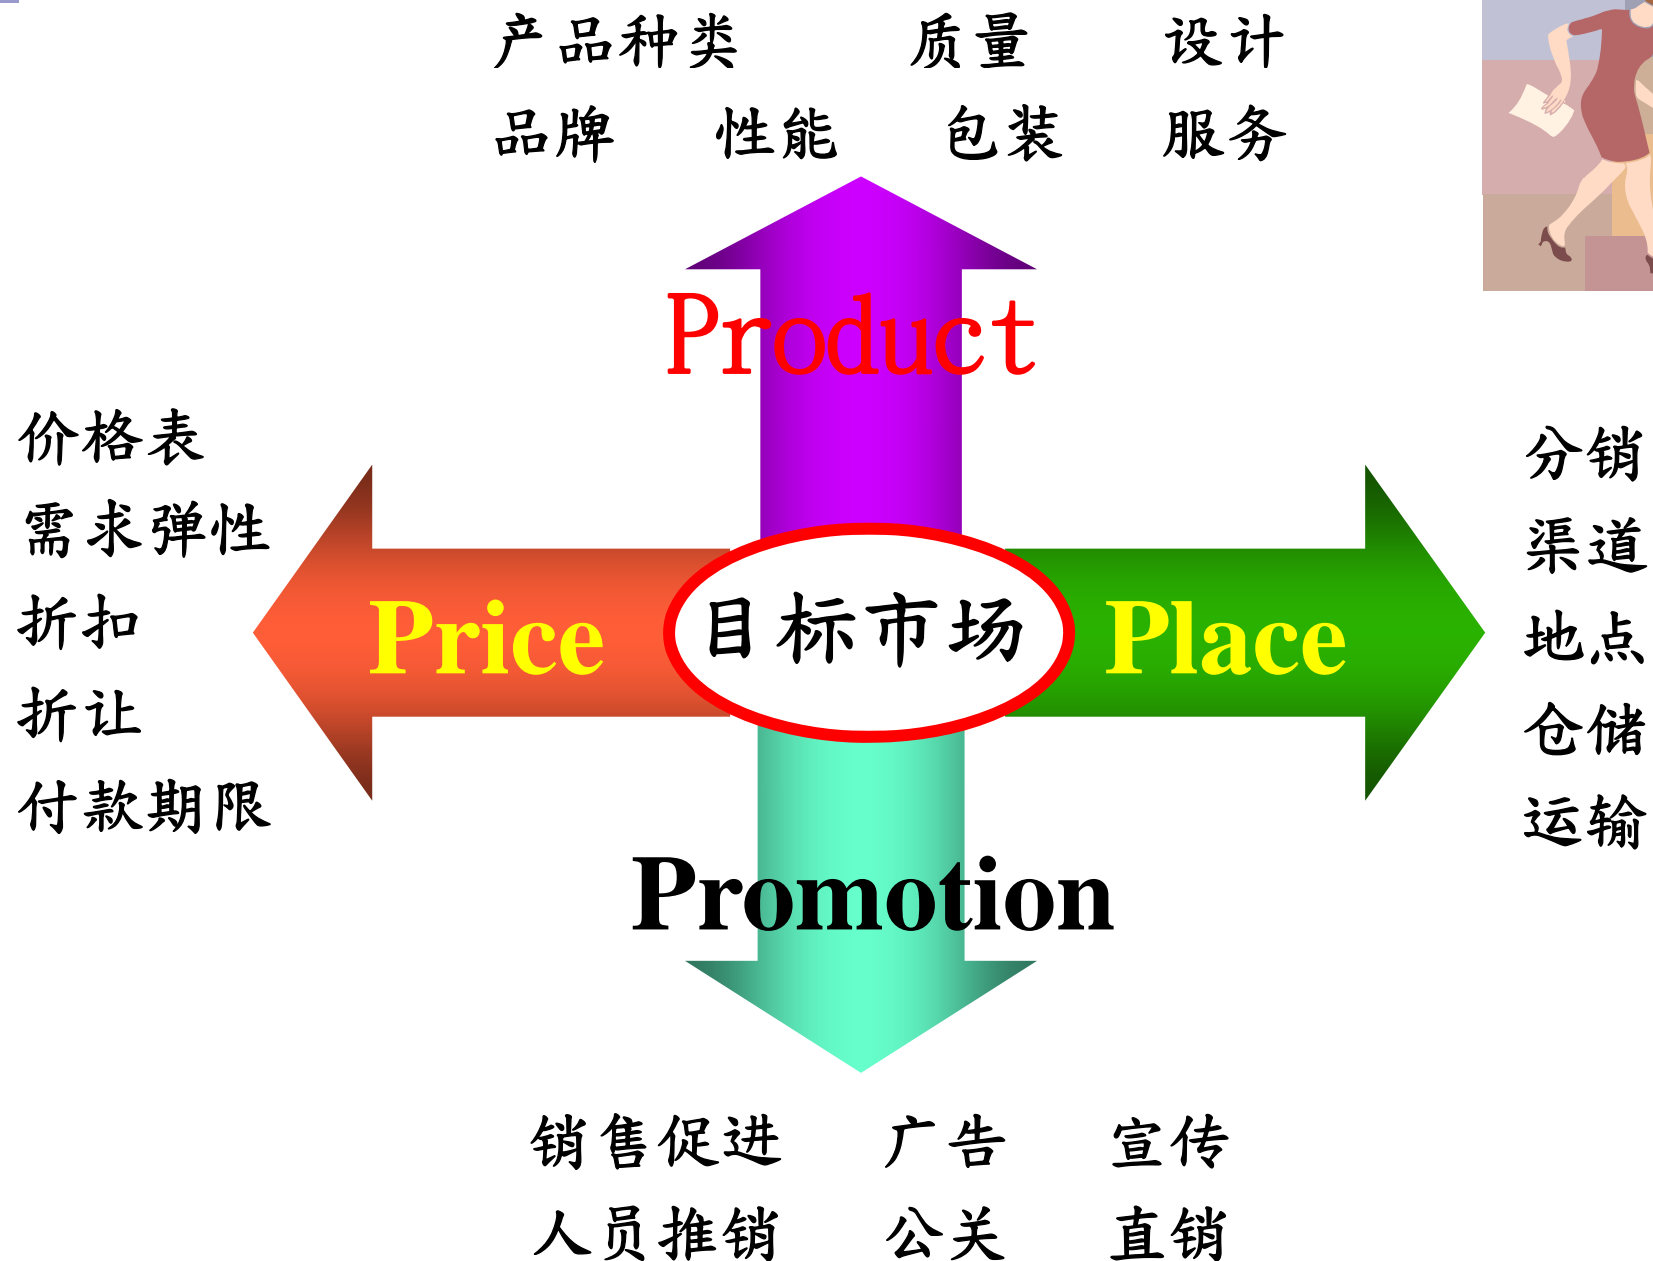 产品种类 质量 设计
品牌 性能 包装 服务
Product
价格表
需求弹性
折扣
折让
付款期限
Price
目标市场
Place
分销
渠道
地点
仓储
运输
Promotion
销售促进 广告 宣传
人员推销 公关 直销